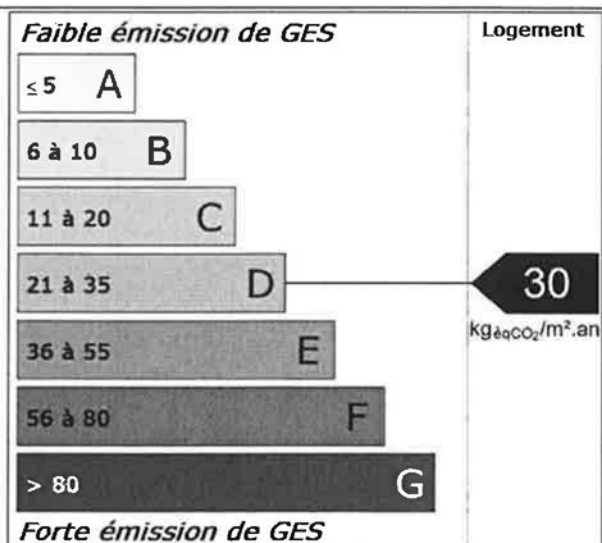 Faible émission de GES
Logement
≤ 5 A
6 à 10 B
11 à 20 C
21 à 35 D
30
kgéqCO₂/m².an
36 à 55 E
56 à 80 F
> 80 G
Forte émission de GES